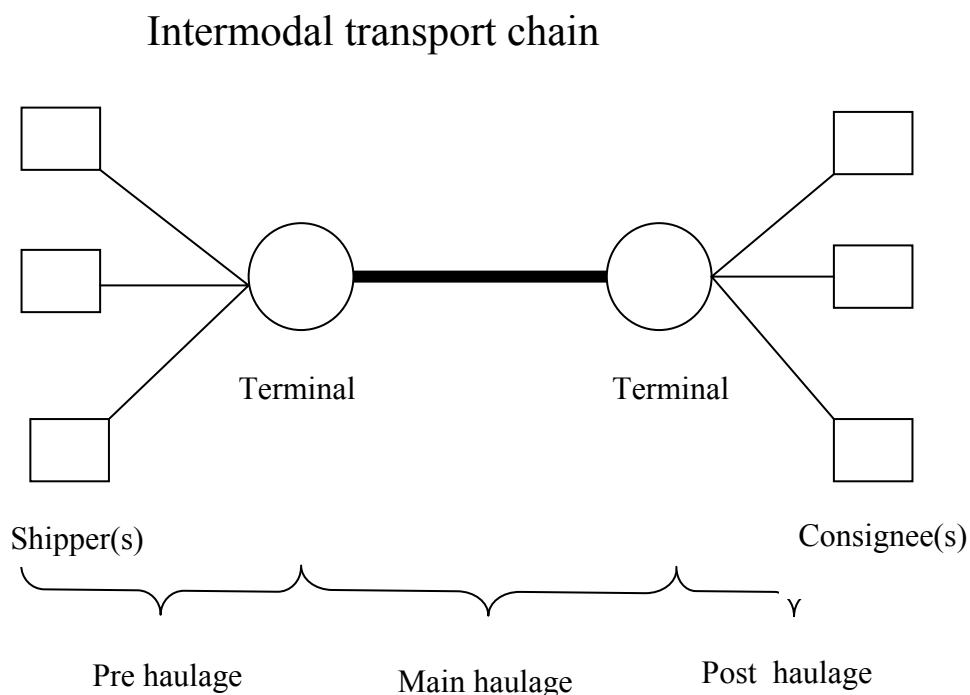 Intermodal transport chain
Terminal
Terminal
Shipper(s)
Consignee(s)
Pre haulage
Main haulage
Post haulage